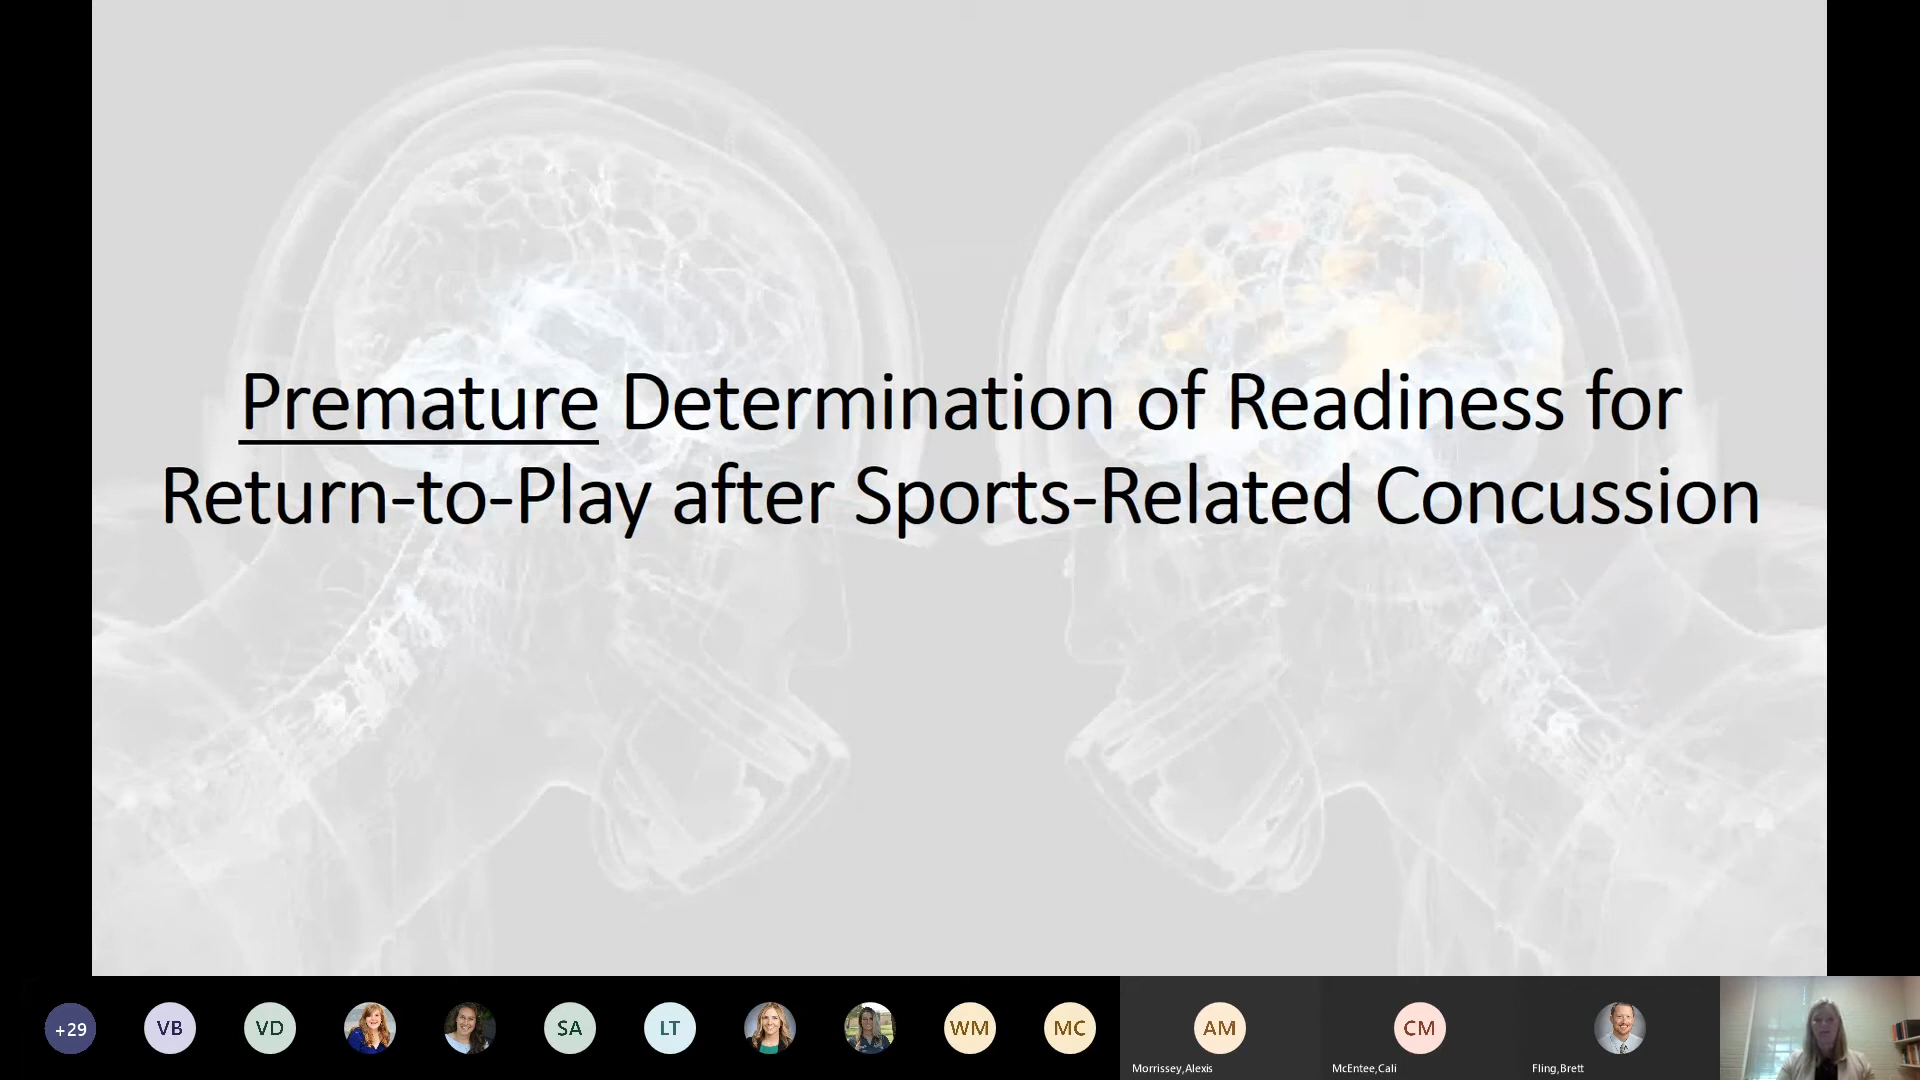 Premature Determination of Readiness for
Return-to-Play after Sports-Related Concussion
+29
VB
VD
SA
LT
WM
MC
AM
CM
Morrissey,Alexis
McEntee,Cali
Fling,Brett